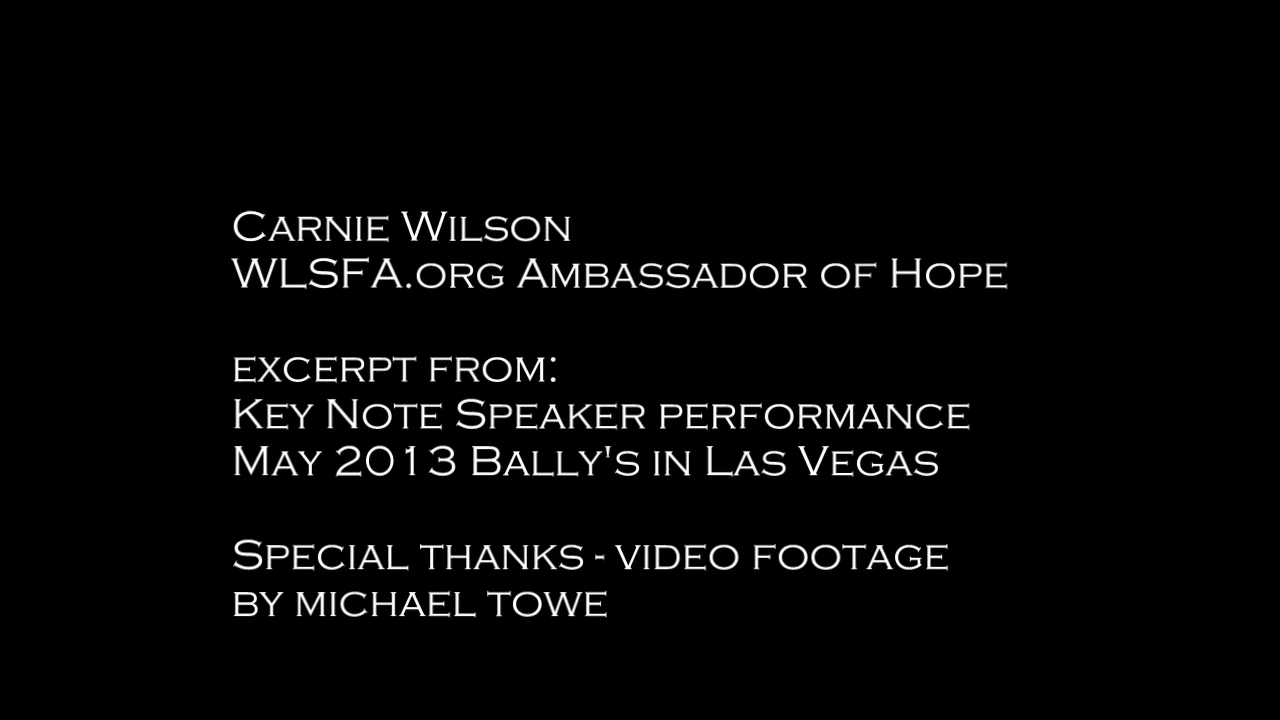 Carnie Wilson
WLSFA.org Ambassador of Hope
excerpt from:
Key Note Speaker performance
May 2013 Bally's in Las Vegas
Special thanks - video footage
by michael towe